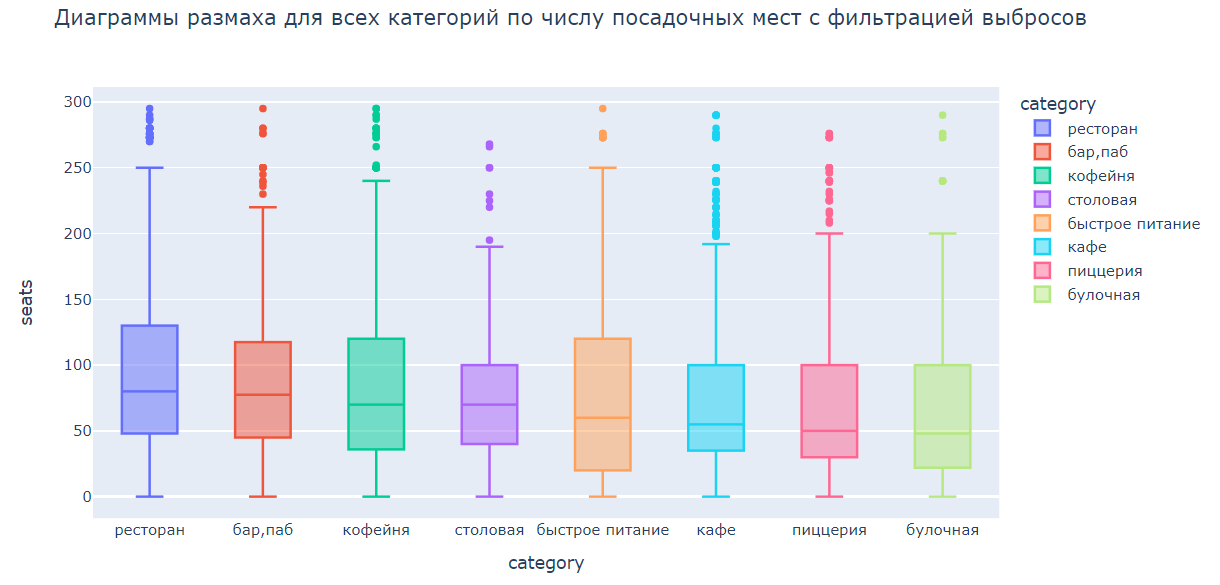 Диаграммы размаха для всех категорий по числу посадочных мест с фильтрацией выбросов
300
250
200
150
100
50
0
seats
ресторан
бар,паб
кофейня
столовая
быстрое питание
кафе
пиццерия
булочная
category
category
ресторан
бар,паб
кофейня
столовая
быстрое питание
кафе
пиццерия
булочная